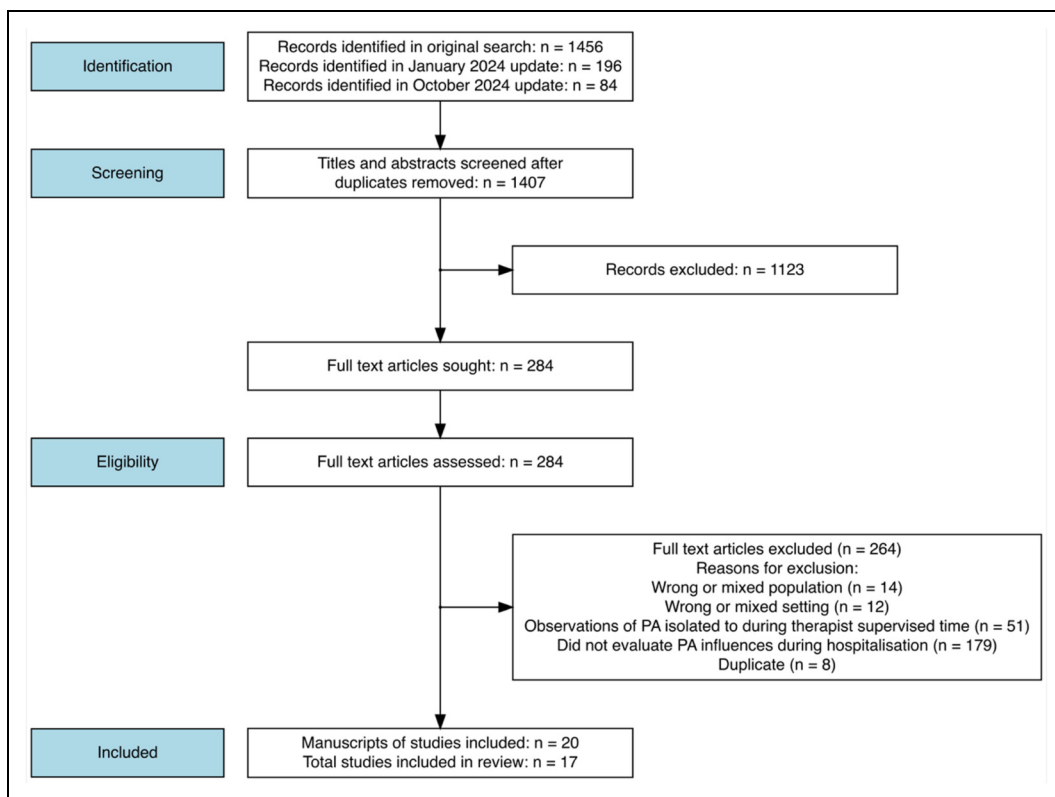 Identification
Records identified in original search: n = 1456
Records identified in January 2024 update: n = 196
Records identified in October 2024 update: n = 84
Screening
Titles and abstracts screened after
duplicates removed: n = 1407
Records excluded: n = 1123
Full text articles sought: n = 284
Eligibility
Full text articles assessed: n = 284
Full text articles excluded (n = 264)
Reasons for exclusion:
Wrong or mixed population (n = 14)
Wrong or mixed setting (n = 12)
Observations of PA isolated to during therapist supervised time (n = 51)
Did not evaluate PA influences during hospitalisation (n = 179)
Duplicate (n = 8)
Included
Manuscripts of studies included: n = 20
Total studies included in review: n = 17